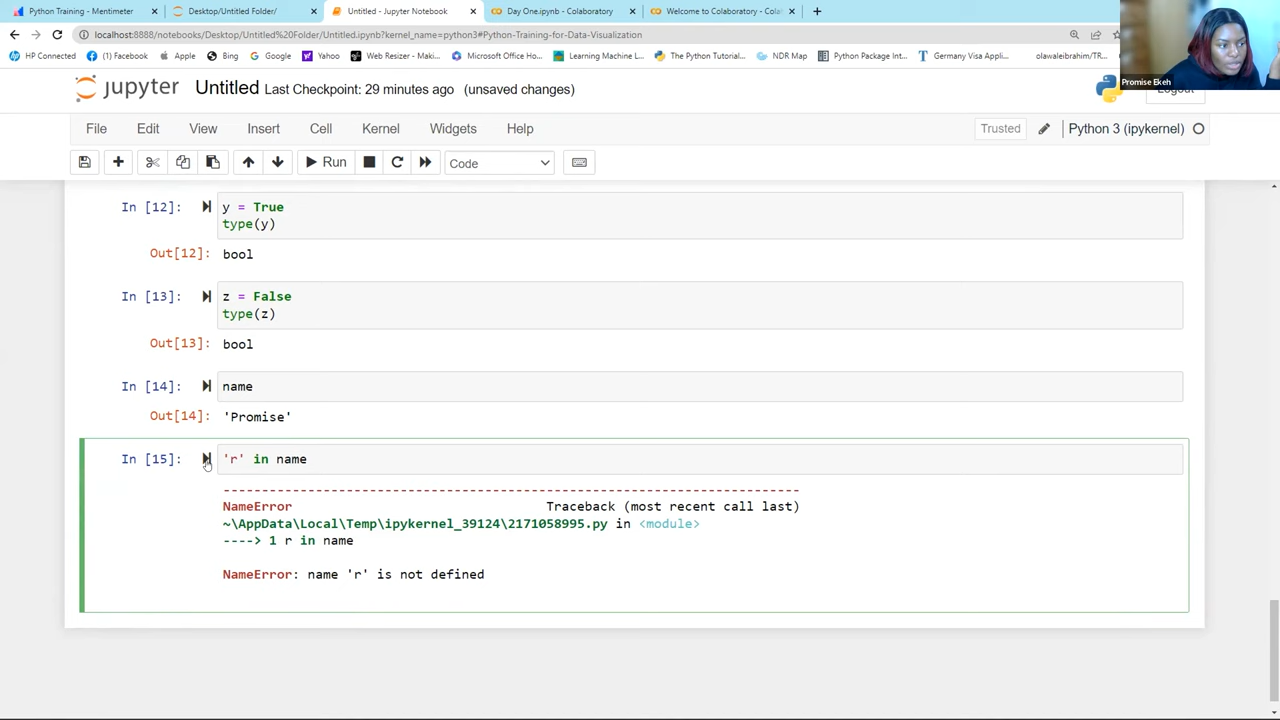 Python Training - Mentimeter
Desktop/Untitled Folder/
Untitled - Jupyter Notebook
Day One.ipynb - Colaboratory
Welcome to Colaboratory - Cola
localhost:8888/notebooks/Desktop/Untitled%20Folder/Untitled.ipynb?kernel_name=python3#Python-Training-for-Data-Visualization
HP Connected
Facebook
Apple
Bing
Google
Yahoo
Web Resizer - Maki...
Microsoft Office Ho...
Learning Machine L...
The Python Tutorial...
NDR Map
Python Package Int...
Germany Visa Appl...
olawaleibrahim/TR...
Promise Ekeh
jupyter
Untitled Last Checkpoint: 29 minutes ago (unsaved changes)
Logout
File Edit View Insert Cell Kernel Widgets Help
Trusted
Python 3 (ipykernel)
Run
Code
In [12]:
y = True
type(y)
Out[12]: bool
In [13]:
z = False
type(z)
Out[13]: bool
In [14]: name
Out[14]: 'Promise'
In [15]: 'r' in name
---------------------------------------------------------------------------
NameError Traceback (most recent call last)
~\AppData\Local\Temp\ipykernel_39124\2171058995.py in <module>
----> 1 r in name
NameError: name 'r' is not defined